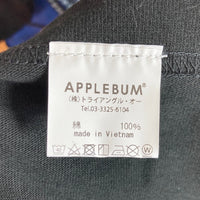 APPLEBUM®
(株)トライアングル・オー
Tel.03-3325-6104
綿 100%
made in Vietnam